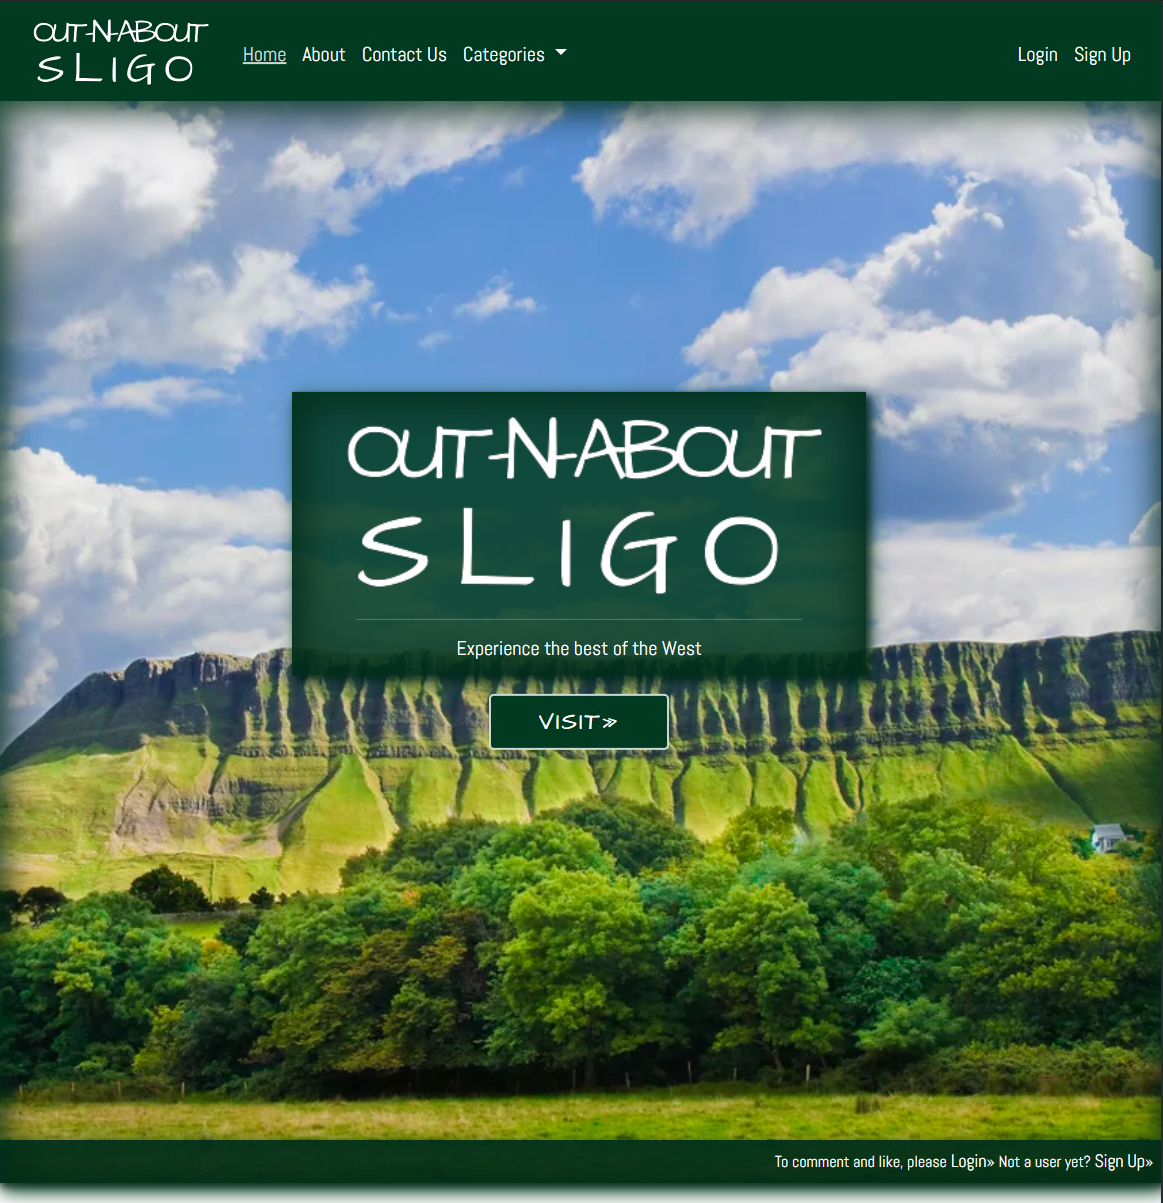 OUT-N-ABOUT
SLIGO
Home About Contact Us Categories
Login Sign Up
OUT-N-ABOUT
SLIGO
Experience the best of the West
VISIT»
To comment and like, please Login» Not a user yet? Sign Up»